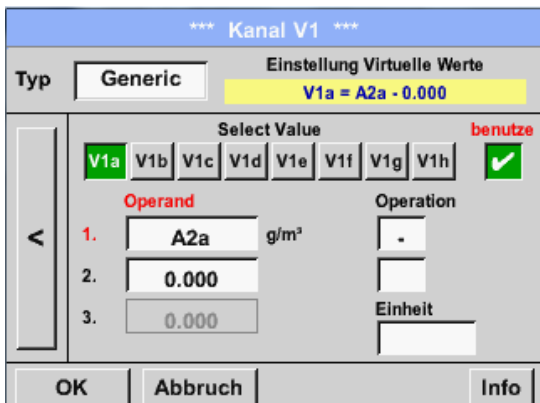 *** Kanal V1 ***
Typ
Generic
Einstellung Virtuelle Werte
V1a = A2a - 0.000
Select Value
benutze
V1a V1b V1c V1d V1e V1f V1g V1h
✔
Operand
Operation
<
1. A2a g/m³ -
2. 0.000
Einheit
3. 0.000
OK Abbruch Info